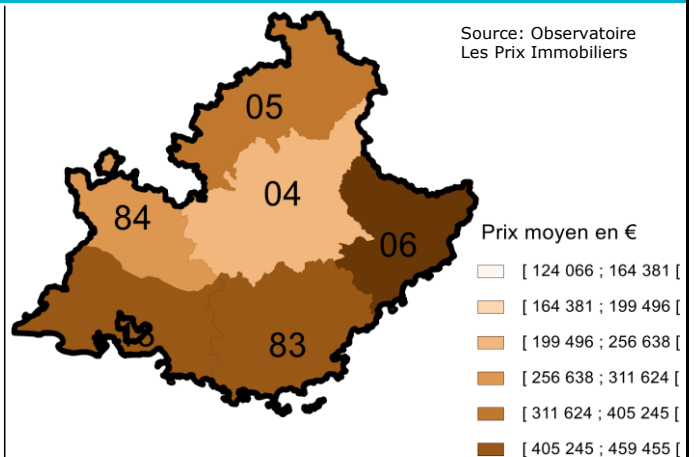 Source: Observatoire
Les Prix Immobiliers
05
04
84
06
13
83
Prix moyen en €
[ 124 066 ; 164 381 [
[ 164 381 ; 199 496 [
[ 199 496 ; 256 638 [
[ 256 638 ; 311 624 [
[ 311 624 ; 405 245 [
[ 405 245 ; 459 455 [